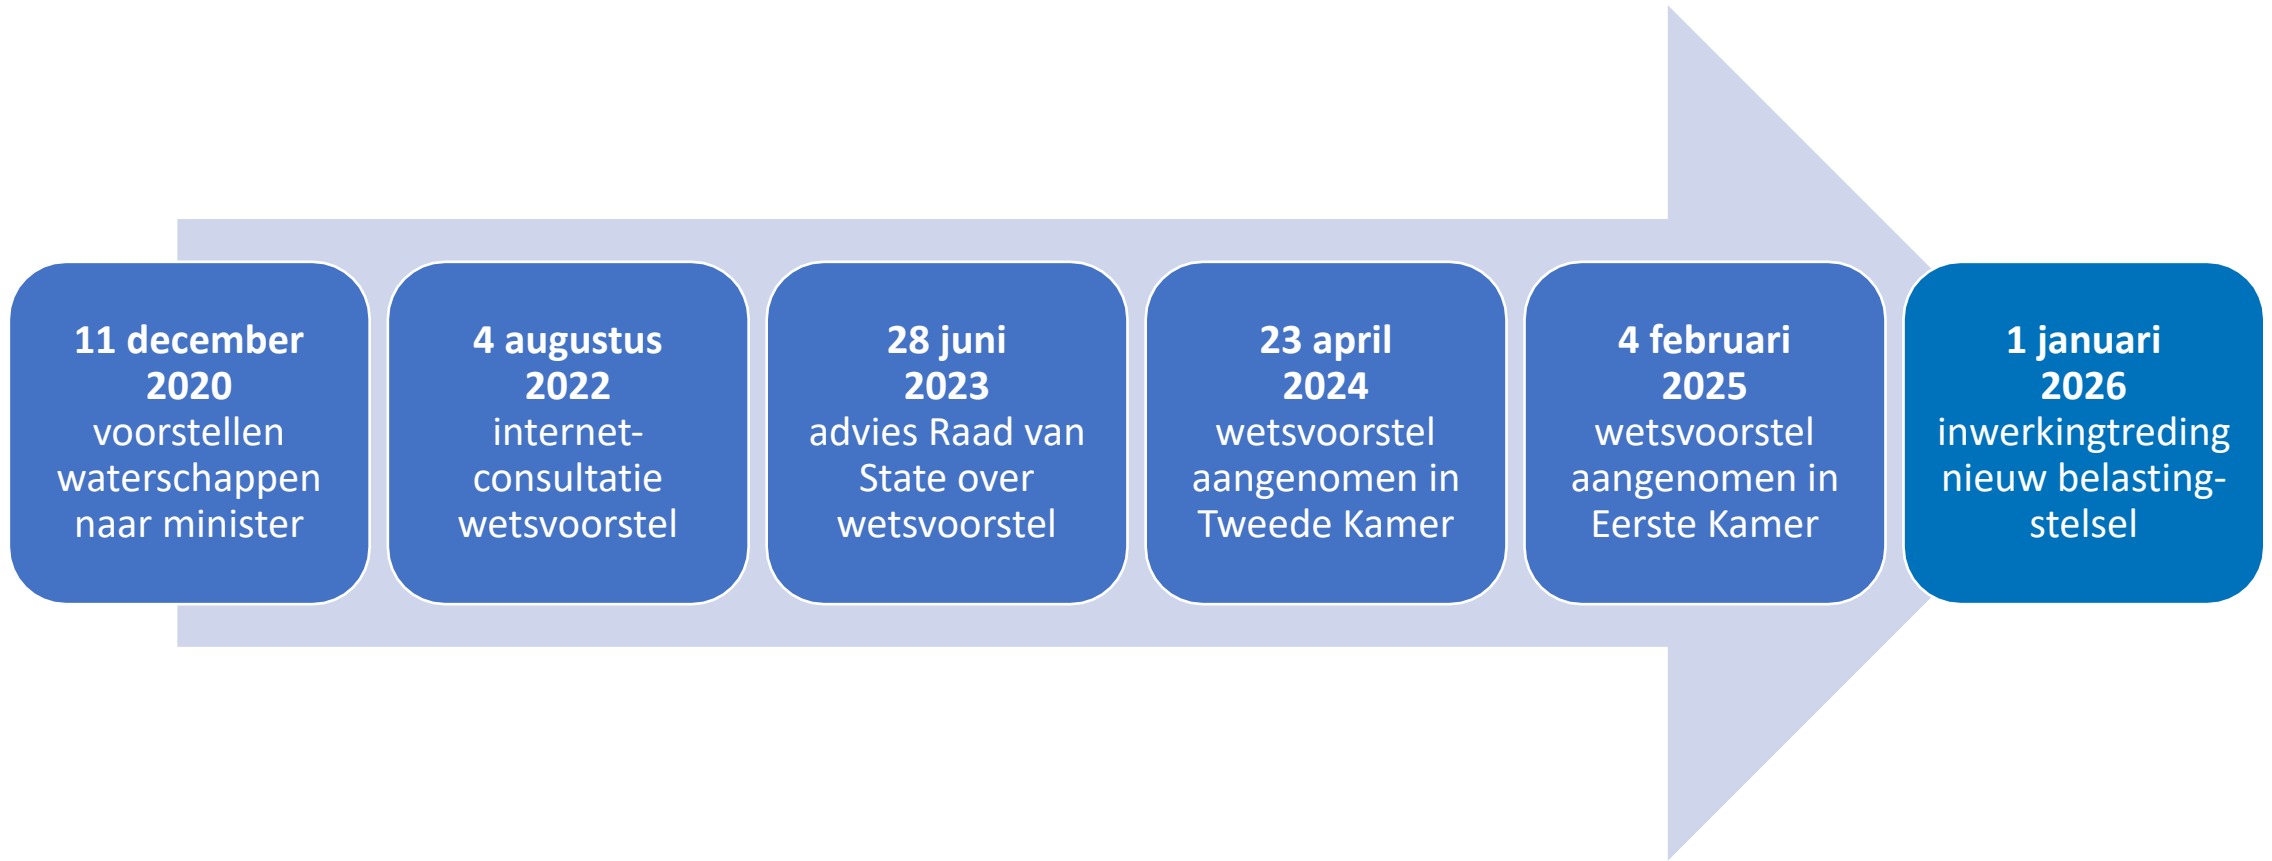 11 december
2020
voorstellen
waterschappen
naar minister
4 augustus
2022
internet-
consultatie
wetsvoorstel
28 juni
2023
advies Raad van
State over
wetsvoorstel
23 april
2024
wetsvoorstel
aangenomen in
Tweede Kamer
4 februari
2025
wetsvoorstel
aangenomen in
Eerste Kamer
1 januari
2026
inwerkingtreding
nieuw belasting-
stelsel